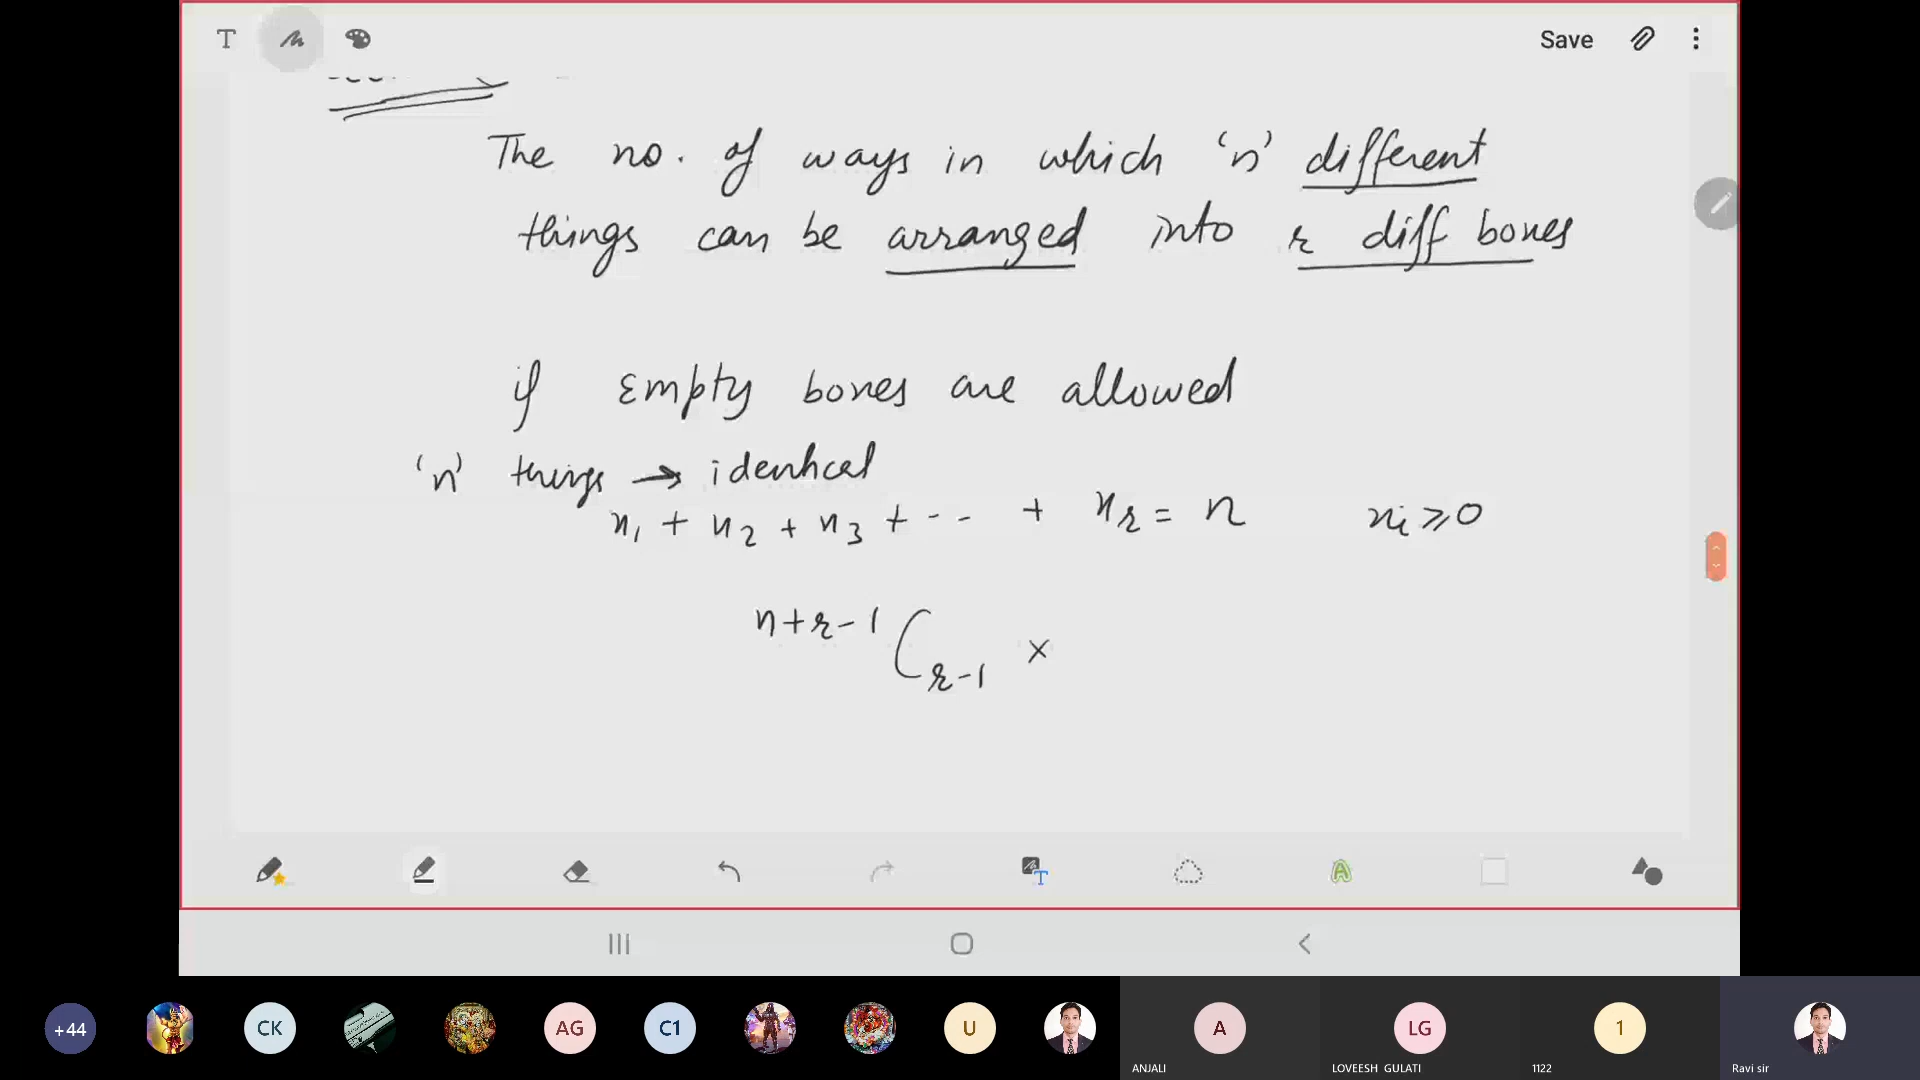 T Save
The no. of ways in which 'n' different
things can be arranged into r diff boxes
if Empty boxes are allowed
'n' things → identical
x₁ + x₂ + x₃ + -- + xᵣ = n xᵢ ≥ 0
ⁿ⁺ʳ⁻¹Cᵣ₋₁ ×
T A
+44 CK AG C1 U A LG 1
ANJALI LOVEESH GULATI 1122 Ravi sir